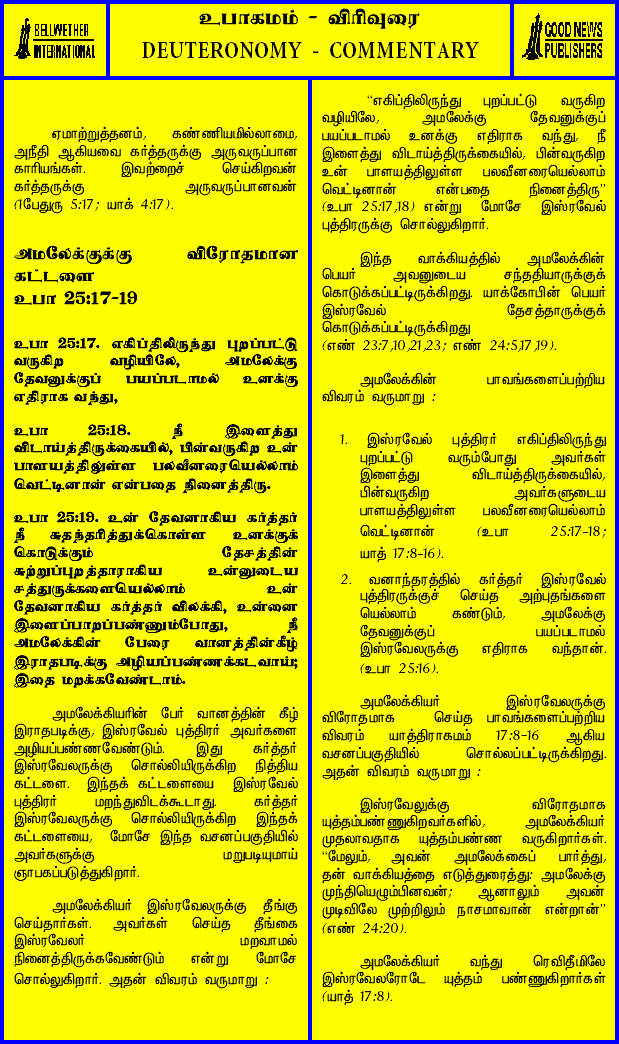 BELLWETHER
INTERNATIONAL
உபாகமம் - விரிவுரை
DEUTERONOMY - COMMENTARY
GOOD NEWS
PUBLISHERS
ஏமாற்றுத்தனம், கண்ணியமில்லாமை,
அநீதி ஆகியவை கர்த்தருக்கு அருவருப்பான
காரியங்கள். இவற்றைச் செய்கிறவன்
கர்த்தருக்கு அருவருப்பானவன்
(1பேதுரு 5:17; யாக் 4:17).
அமலேக்குக்கு விரோதமான
கட்டளை
உபா 25:17-19
உபா 25:17. எகிப்திலிருந்து புறப்பட்டு
வருகிற வழியிலே, அமலேக்கு
தேவனுக்குப் பயப்படாமல் உனக்கு
எதிராக வந்து,
உபா 25:18. நீ இளைத்து
விடாய்த்திருக்கையில், பின்வருகிற உன்
பாளயத்திலுள்ள பலவீனரையெல்லாம்
வெட்டினான் என்பதை நினைத்திரு.
உபா 25:19. உன் தேவனாகிய கர்த்தர்
நீ சுதந்தரித்துக்கொள்ள உனக்குக்
கொடுக்கும் தேசத்தின்
சுற்றுப்புறத்தாராகிய உன்னுடைய
சத்துருக்களையெல்லாம் உன்
தேவனாகிய கர்த்தர் விலக்கி, உன்னை
இளைப்பாறப்பண்ணும்போது, நீ
அமலேக்கின் பேரை வானத்தின்கீழ்
இராதபடிக்கு அழியப்பண்ணக்கடவாய்;
இதை மறக்கவேண்டாம்.
அமலேக்கியரின் பேர் வானத்தின் கீழ்
இராதபடிக்கு, இஸ்ரவேல் புத்திரர் அவர்களை
அழியப்பண்ணவேண்டும். இது கர்த்தர்
இஸ்ரவேலருக்கு சொல்லியிருக்கிற நித்திய
கட்டளை. இந்தக் கட்டளையை இஸ்ரவேல்
புத்திரர் மறந்துவிடக்கூடாது. கர்த்தர்
இஸ்ரவேலருக்கு சொல்லியிருக்கிற இந்தக்
கட்டளையை, மோசே இந்த வசனப்பகுதியில்
அவர்களுக்கு மறுபடியுமாய்
ஞாபகப்படுத்துகிறார்.
அமலேக்கியர் இஸ்ரவேலருக்கு தீங்கு
செய்தார்கள். அவர்கள் செய்த தீங்கை
இஸ்ரவேலர் மறவாமல்
நினைத்திருக்கவேண்டும் என்று மோசே
சொல்லுகிறார். அதன் விவரம் வருமாறு :
“எகிப்திலிருந்து புறப்பட்டு வருகிற
வழியிலே, அமலேக்கு தேவனுக்குப்
பயப்படாமல் உனக்கு எதிராக வந்து, நீ
இளைத்து விடாய்த்திருக்கையில், பின்வருகிற
உன் பாளயத்திலுள்ள பலவீனரையெல்லாம்
வெட்டினான் என்பதை நினைத்திரு”
(உபா 25:17,18) என்று மோசே இஸ்ரவேல்
புத்திரருக்கு சொல்லுகிறார்.
இந்த வாக்கியத்தில் அமலேக்கின்
பெயர் அவனுடைய சந்ததியாருக்குக்
கொடுக்கப்பட்டிருக்கிறது. யாக்கோபின் பெயர்
இஸ்ரவேல் தேசத்தாருக்குக்
கொடுக்கப்பட்டிருக்கிறது
(எண் 23:7,10,21,23; எண் 24:5,17,19).
அமலேக்கின் பாவங்களைப்பற்றிய
விவரம் வருமாறு :
1. இஸ்ரவேல் புத்திரர் எகிப்திலிருந்து
புறப்பட்டு வரும்போது அவர்கள்
இளைத்து விடாய்த்திருக்கையில்,
பின்வருகிற அவர்களுடைய
பாளயத்திலுள்ள பலவீனரையெல்லாம்
வெட்டினான் (உபா 25:17-18;
யாத் 17:8-16).
2. வனாந்தரத்தில் கர்த்தர் இஸ்ரவேல்
புத்திரருக்குச் செய்த அற்புதங்களை
யெல்லாம் கண்டும், அமலேக்கு
தேவனுக்குப் பயப்படாமல்
இஸ்ரவேலருக்கு எதிராக வந்தான்.
(உபா 25:16).
அமலேக்கியர் இஸ்ரவேலருக்கு
விரோதமாக செய்த பாவங்களைப்பற்றிய
விவரம் யாத்திராகமம் 17:8-16 ஆகிய
வசனப்பகுதியில் சொல்லப்பட்டிருக்கிறது.
அதன் விவரம் வருமாறு :
இஸ்ரவேலுக்கு விரோதமாக
யுத்தம்பண்ணுகிறவர்களில், அமலேக்கியர்
முதலாவதாக யுத்தம்பண்ண வருகிறார்கள்.
“மேலும், அவன் அமலேக்கைப் பார்த்து,
தன் வாக்கியத்தை எடுத்துரைத்து: அமலேக்கு
முந்தியெழும்பினவன்; ஆனாலும் அவன்
முடிவிலே முற்றிலும் நாசமாவான் என்றான்”
(எண் 24:20).
அமலேக்கியர் வந்து ரெவிதீமிலே
இஸ்ரவேலரோடே யுத்தம் பண்ணுகிறார்கள்
(யாத் 17:8).